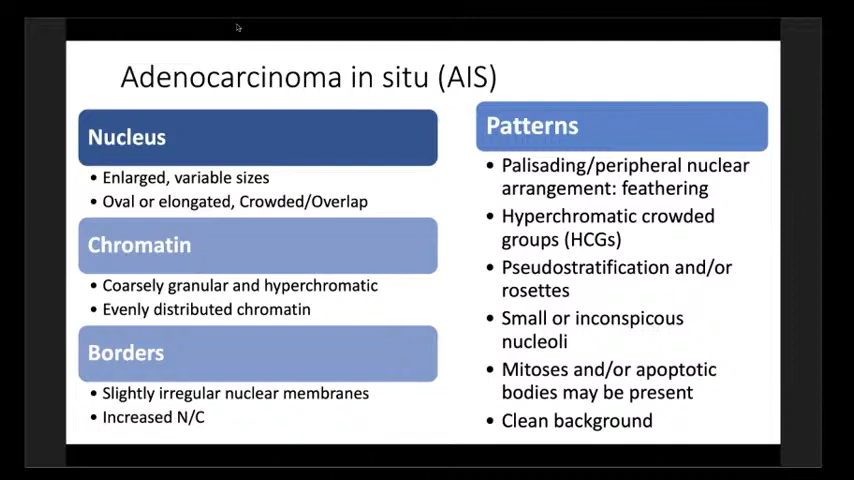 Adenocarcinoma in situ (AIS)
Nucleus
• Enlarged, variable sizes
• Oval or elongated, Crowded/Overlap
Chromatin
• Coarsely granular and hyperchromatic
• Evenly distributed chromatin
Borders
• Slightly irregular nuclear membranes
• Increased N/C
Patterns
• Palisading/peripheral nuclear
arrangement: feathering
• Hyperchromatic crowded
groups (HCGs)
• Pseudostratification and/or
rosettes
• Small or inconspicous
nucleoli
• Mitoses and/or apoptotic
bodies may be present
• Clean background